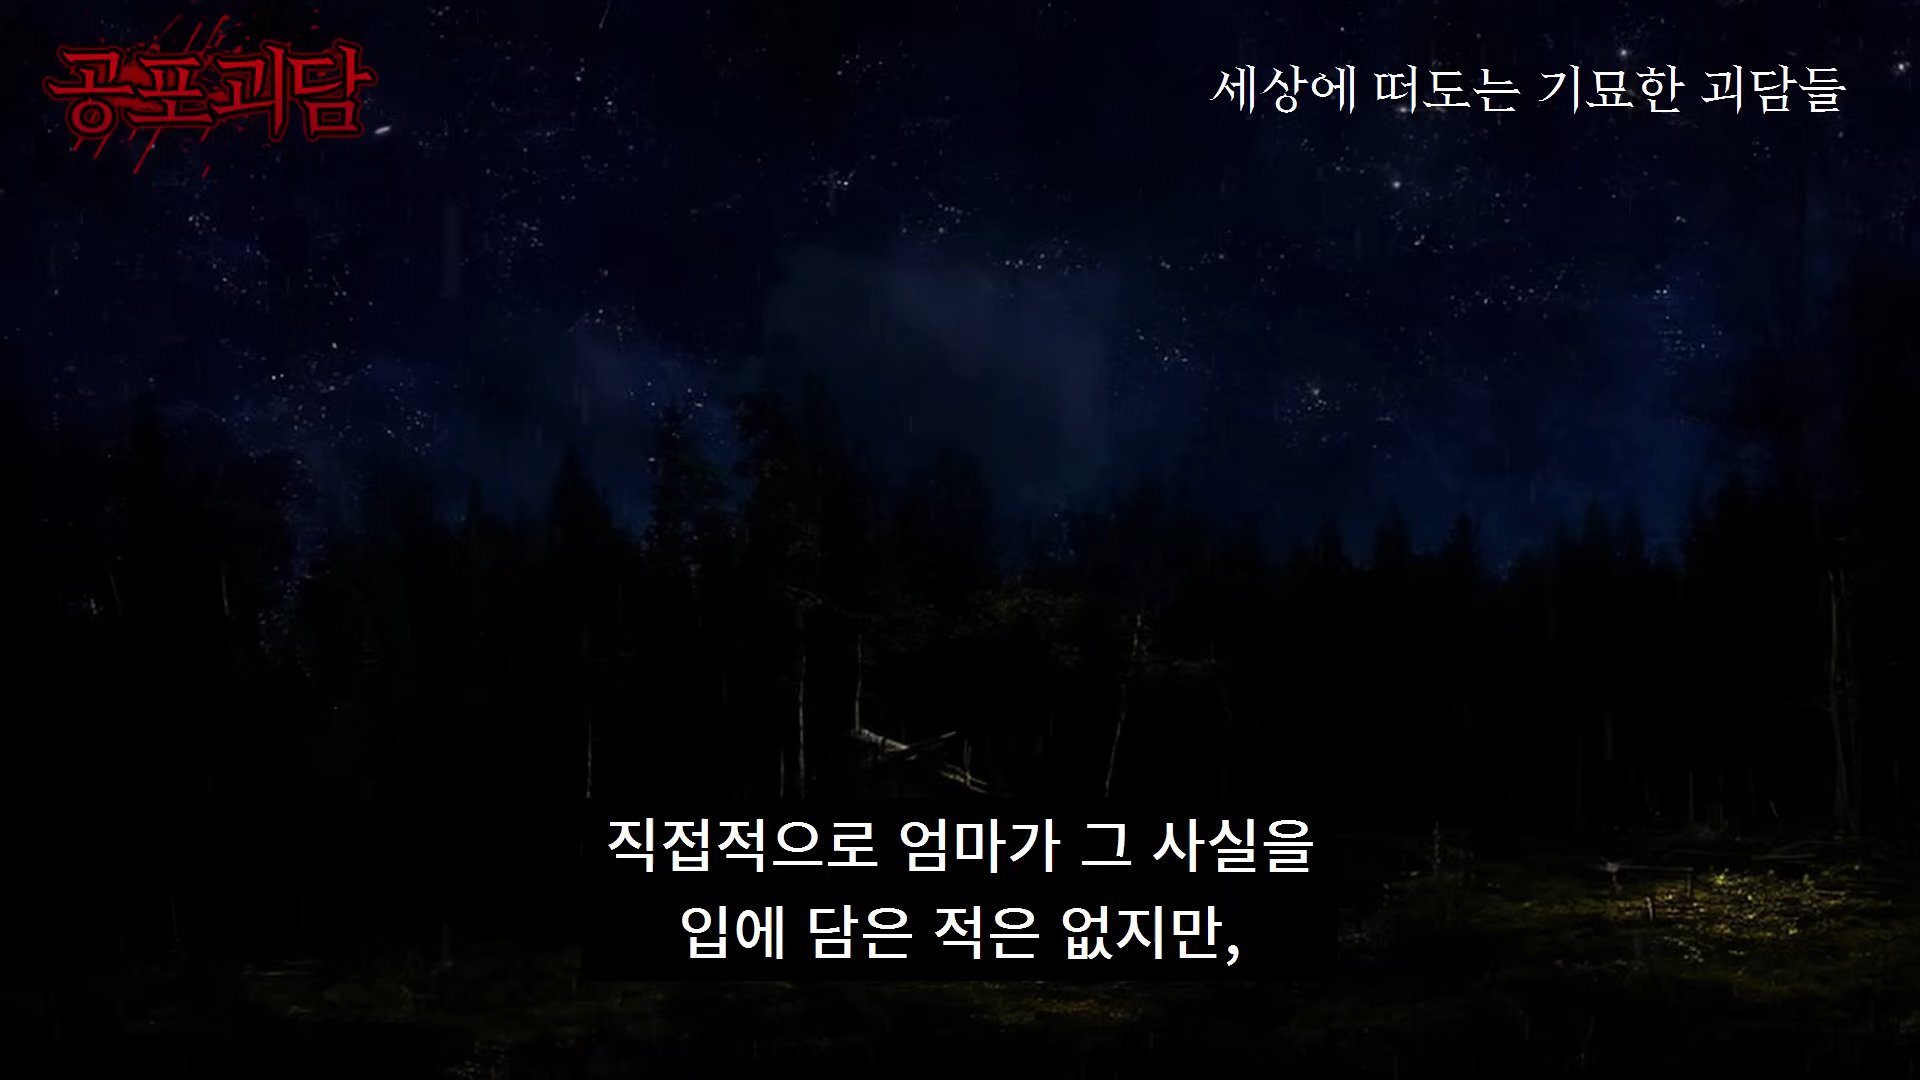 공포괴담
세상에 떠도는 기묘한 괴담들
직접적으로 엄마가 그 사실을
입에 담은 적은 없지만,